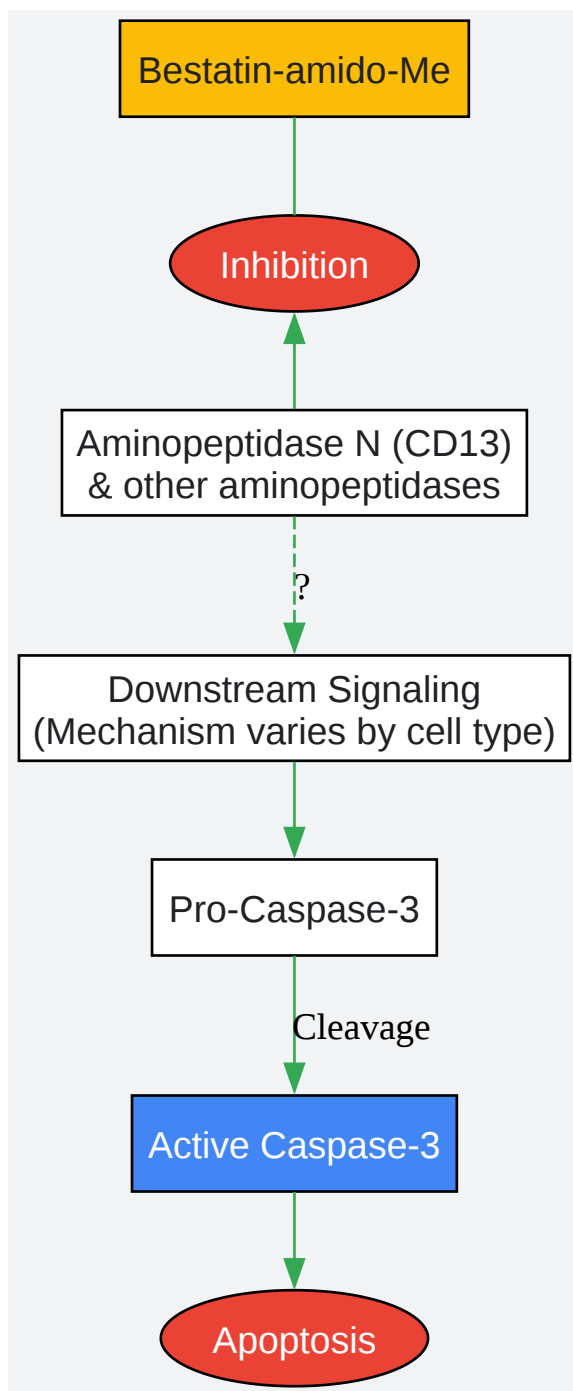 Bestatin-amido-Me
Inhibition
Aminopeptidase N (CD13)
& other aminopeptidases
?
Downstream Signaling
(Mechanism varies by cell type)
Pro-Caspase-3
Cleavage
Active Caspase-3
Apoptosis